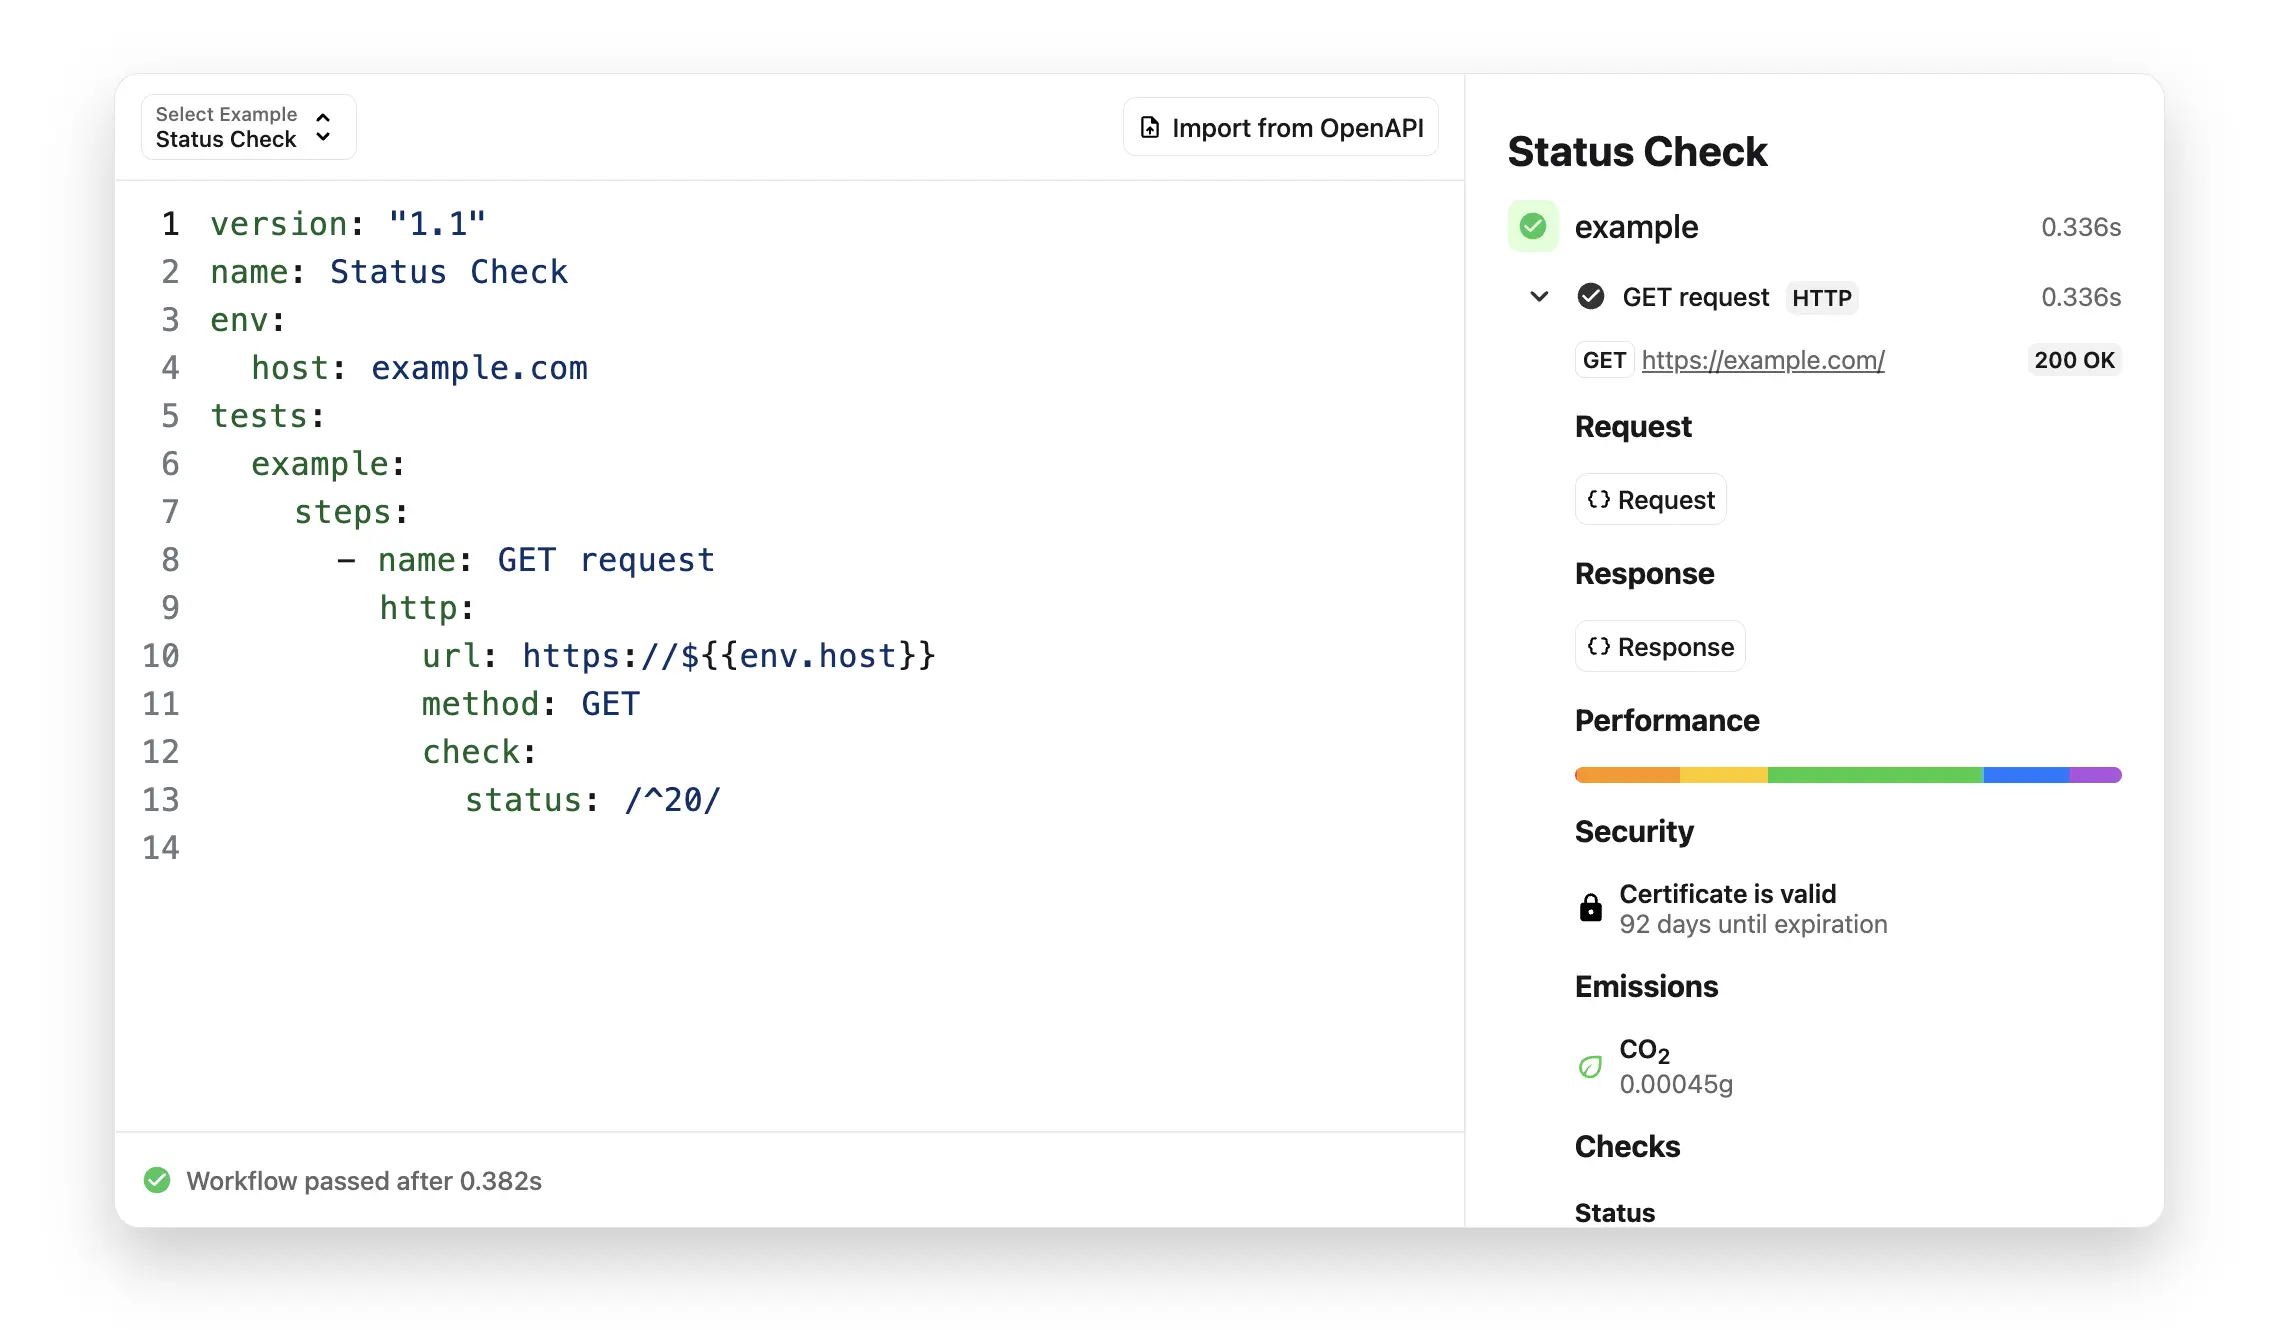 Select Example
Status Check
Import from OpenAPI
1 version: "1.1"
2 name: Status Check
3 env:
4   host: example.com
5 tests:
6   example:
7     steps:
8       - name: GET request
9         http:
10           url: https://${{env.host}}
11           method: GET
12           check:
13             status: /^20/
14
Workflow passed after 0.382s
Status Check
example 0.336s
GET request HTTP 0.336s
GET https://example.com/ 200 OK
Request
{} Request
Response
{} Response
Performance
Security
Certificate is valid
92 days until expiration
Emissions
CO₂
0.00045g
Checks
Status